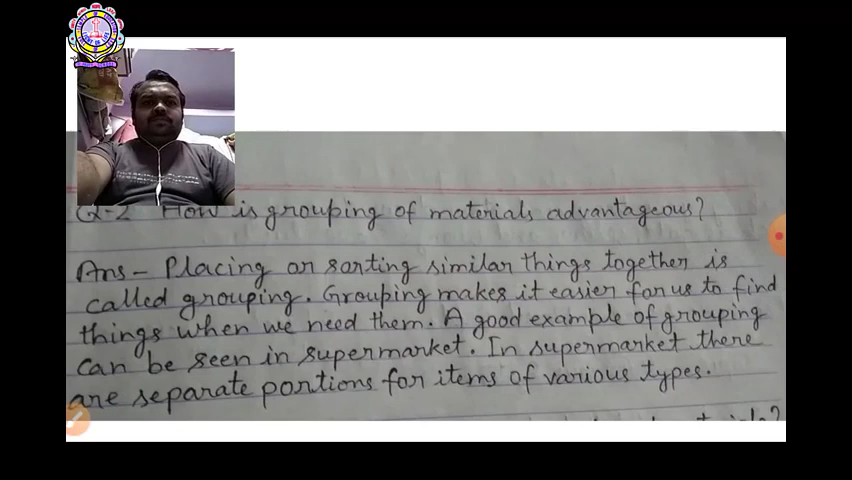 Q-2 How is grouping of materials advantageous?
Ans - Placing or sorting similar things together is
called grouping. Grouping makes it easier for us to find
things when we need them. A good example of grouping
can be seen in supermarket. In supermarket there
are separate portions for items of various types.